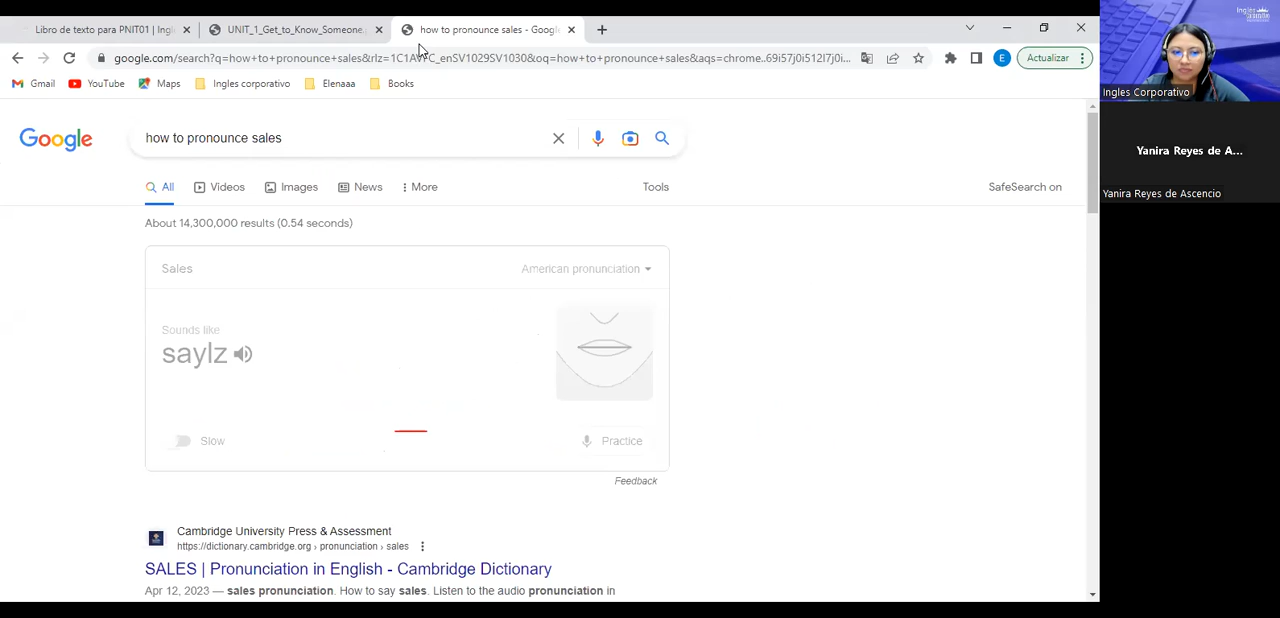 Libro de texto para PNIT01 | Ingl
UNIT_1_Get_to_Know_Someone
how to pronounce sales - Google
google.com/search?q=how+to+pronounce+sales&rlz=1C1AVFC_enSV1029SV1030&oq=how+to+pronounce+sales&aqs=chrome..69i57j0i512l7j0i...
Actualizar
E
Gmail
YouTube
Maps
Ingles corporativo
Elenaaa
Books
Google
how to pronounce sales
All
Videos
Images
News
More
Tools
SafeSearch on
About 14,300,000 results (0.54 seconds)
Sales
American pronunciation
Sounds like
saylz
Slow
Practice
Feedback
Cambridge University Press & Assessment
https://dictionary.cambridge.org › pronunciation › sales
SALES | Pronunciation in English - Cambridge Dictionary
Apr 12, 2023 — sales pronunciation. How to say sales. Listen to the audio pronunciation in
Ingles Corporativo
Yanira Reyes de A...
Yanira Reyes de Ascencio